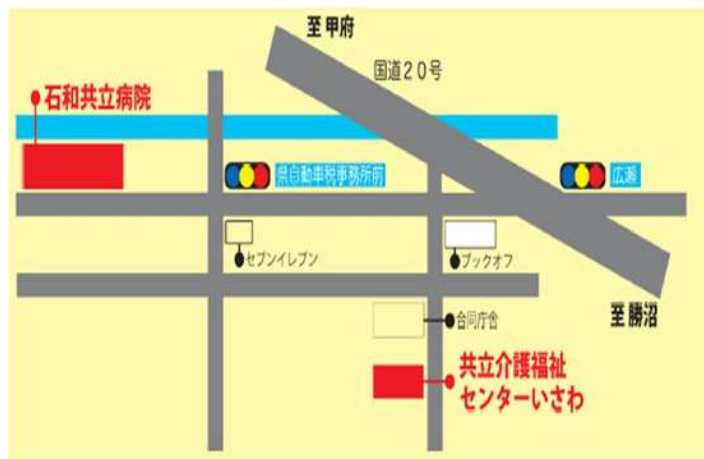 至甲府
国道20号
石和共立病院
県自動車税事務所前
広瀬
セブンイレブン
ブックオフ
合同庁舎
至勝沼
共立介護福祉
センターいさわ